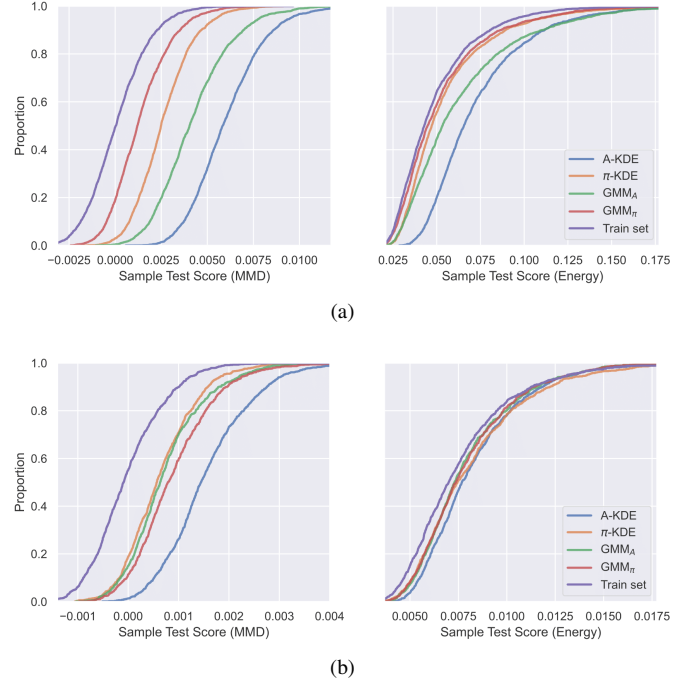 1.0
0.8
0.6
0.4
0.2
0.0
Proportion
−0.0025 0.0000 0.0025 0.0050 0.0075 0.0100
Sample Test Score (MMD)
A-KDE
π-KDE
GMM_A
GMM_π
Train set
0.025 0.050 0.075 0.100 0.125 0.150 0.175
Sample Test Score (Energy)
(a)
1.0
0.8
0.6
0.4
0.2
0.0
Proportion
−0.001 0.000 0.001 0.002 0.003 0.004
Sample Test Score (MMD)
A-KDE
π-KDE
GMM_A
GMM_π
Train set
0.0050 0.0075 0.0100 0.0125 0.0150 0.0175
Sample Test Score (Energy)
(b)